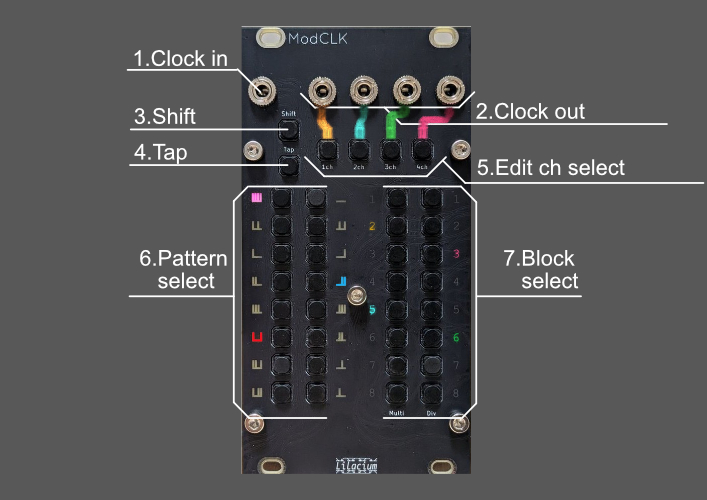 ModCLK
1.Clock in
2.Clock out
3.Shift
Shift
4.Tap
Tap
1ch 2ch 3ch 4ch
5.Edit ch select
6.Pattern
select
7.Block
select
1 1
2 2
3 3
4 4
5 5
6 6
7 7
8 8
Multi Div
Lilacium